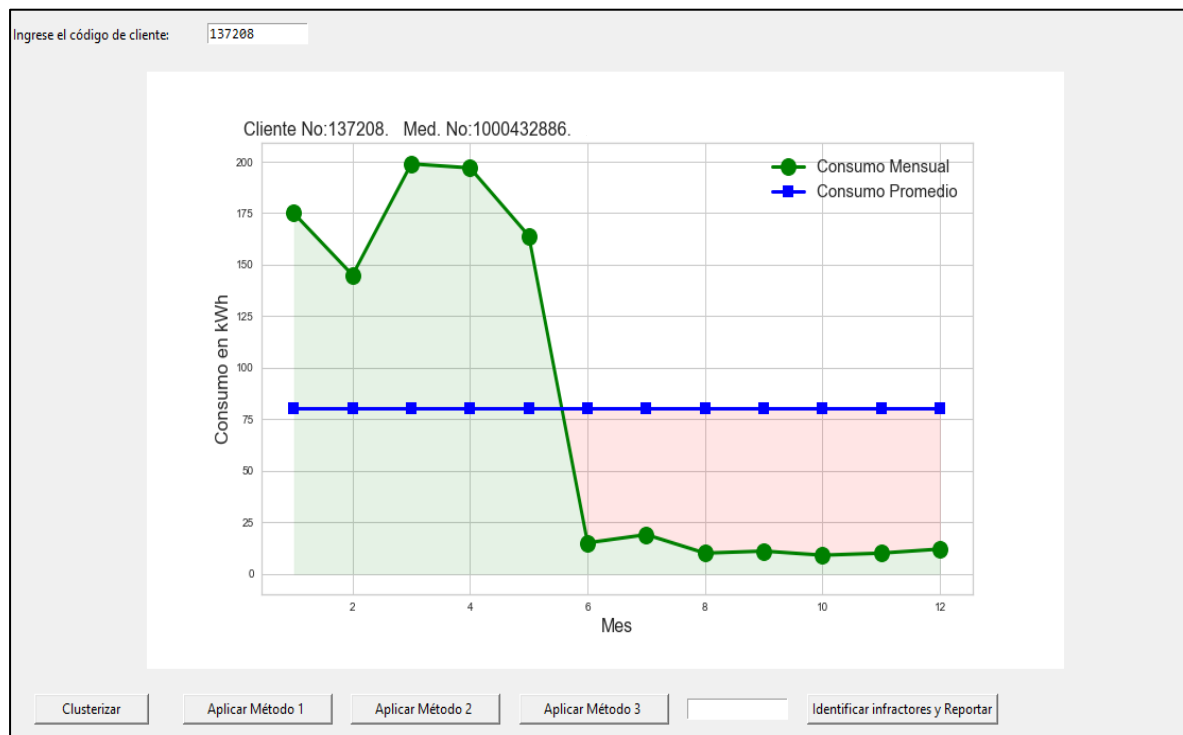 Ingrese el código de cliente: 137208
Cliente No:137208. Med. No:1000432886.
Consumo Mensual
Consumo Promedio
Consumo en kWh
200
175
150
125
100
75
50
25
0
2 4 6 8 10 12
Mes
Clusterizar Aplicar Método 1 Aplicar Método 2 Aplicar Método 3 Identificar infractores y Reportar